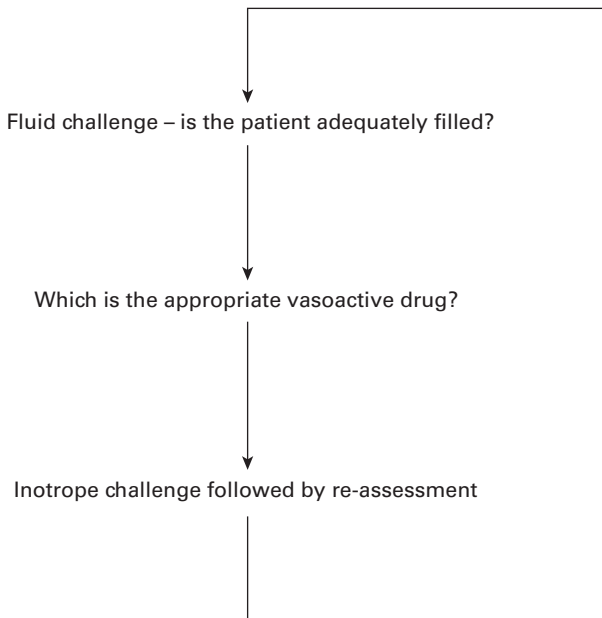 Fluid challenge – is the patient adequately filled?
Which is the appropriate vasoactive drug?
Inotrope challenge followed by re-assessment